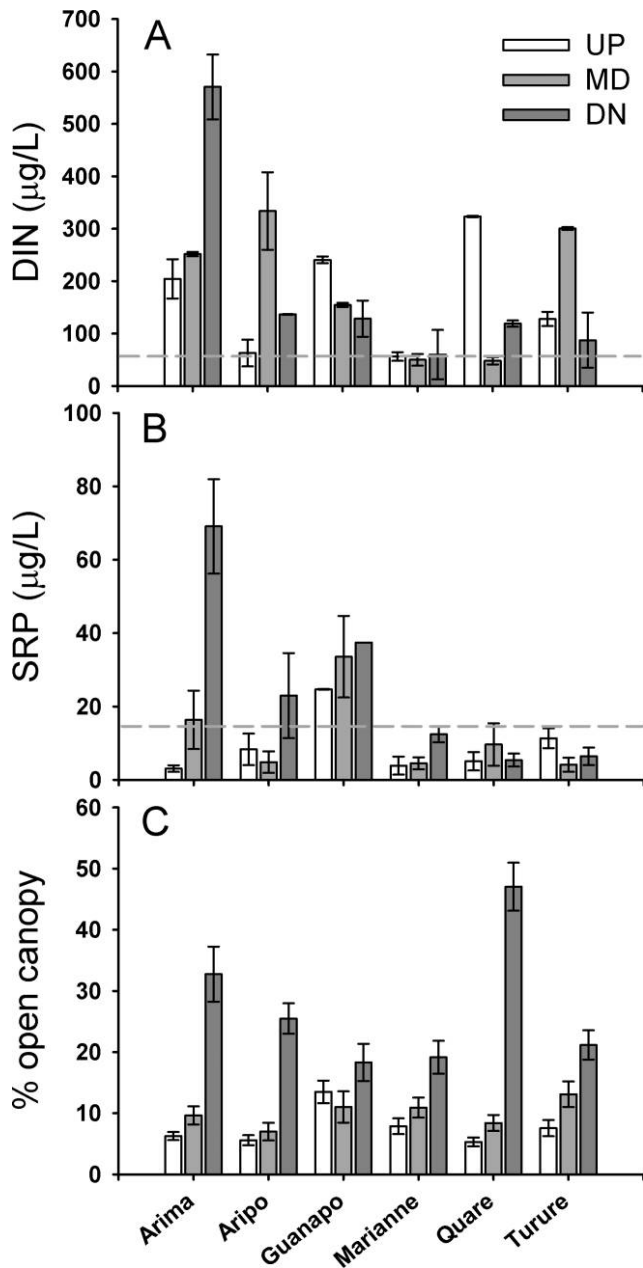 A
UP
MD
DN
DIN (µg/L)
700
600
500
400
300
200
100
0
B
SRP (µg/L)
100
80
60
40
20
0
C
% open canopy
60
50
40
30
20
10
0
Arima
Aripo
Guanapo
Marianne
Quare
Turure